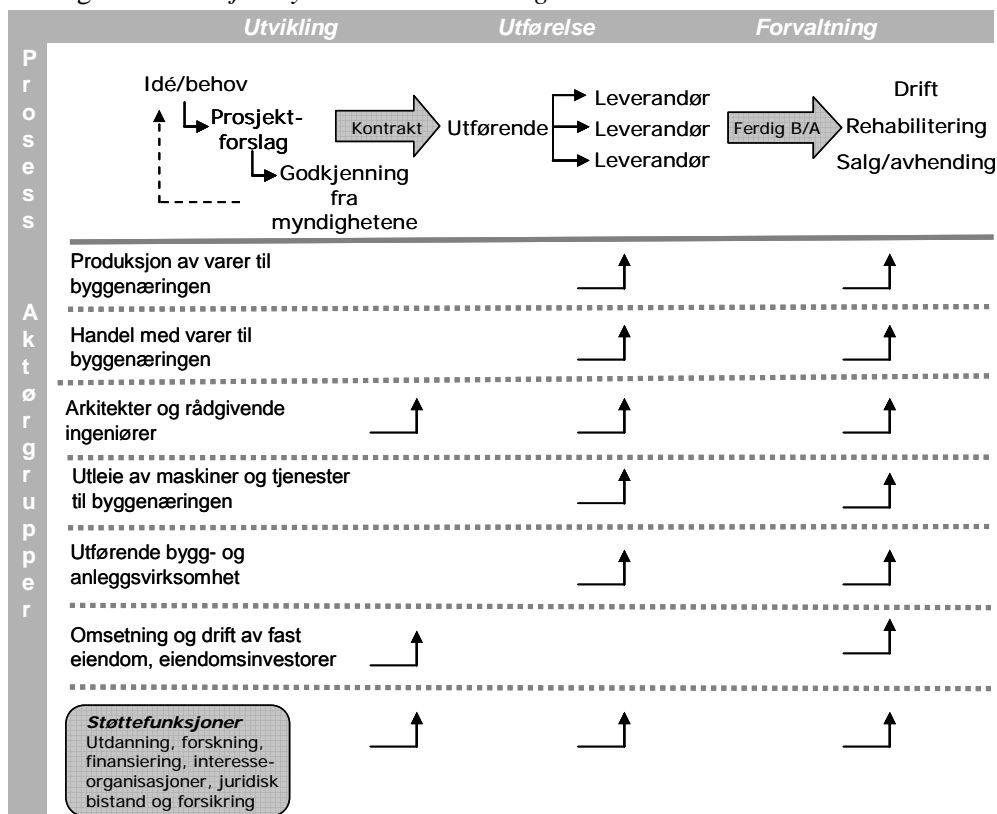 Utvikling Utførelse Forvaltning
Prosess
Idé/behov
Prosjekt-
forslag
Godkjenning
fra
myndighetene
Kontrakt
Utførende
Leverandør
Leverandør
Leverandør
Ferdig B/A
Drift
Rehabilitering
Salg/avhending
Aktørgrupper
Produksjon av varer til
byggenæringen
Handel med varer til
byggenæringen
Arkitekter og rådgivende
ingeniører
Utleie av maskiner og tjenester
til byggenæringen
Utførende bygg- og
anleggsvirksomhet
Omsetning og drift av fast
eiendom, eiendomsinvestorer
Støttefunksjoner
Utdanning, forskning,
finansiering, interesse-
organisasjoner, juridisk
bistand og forsikring